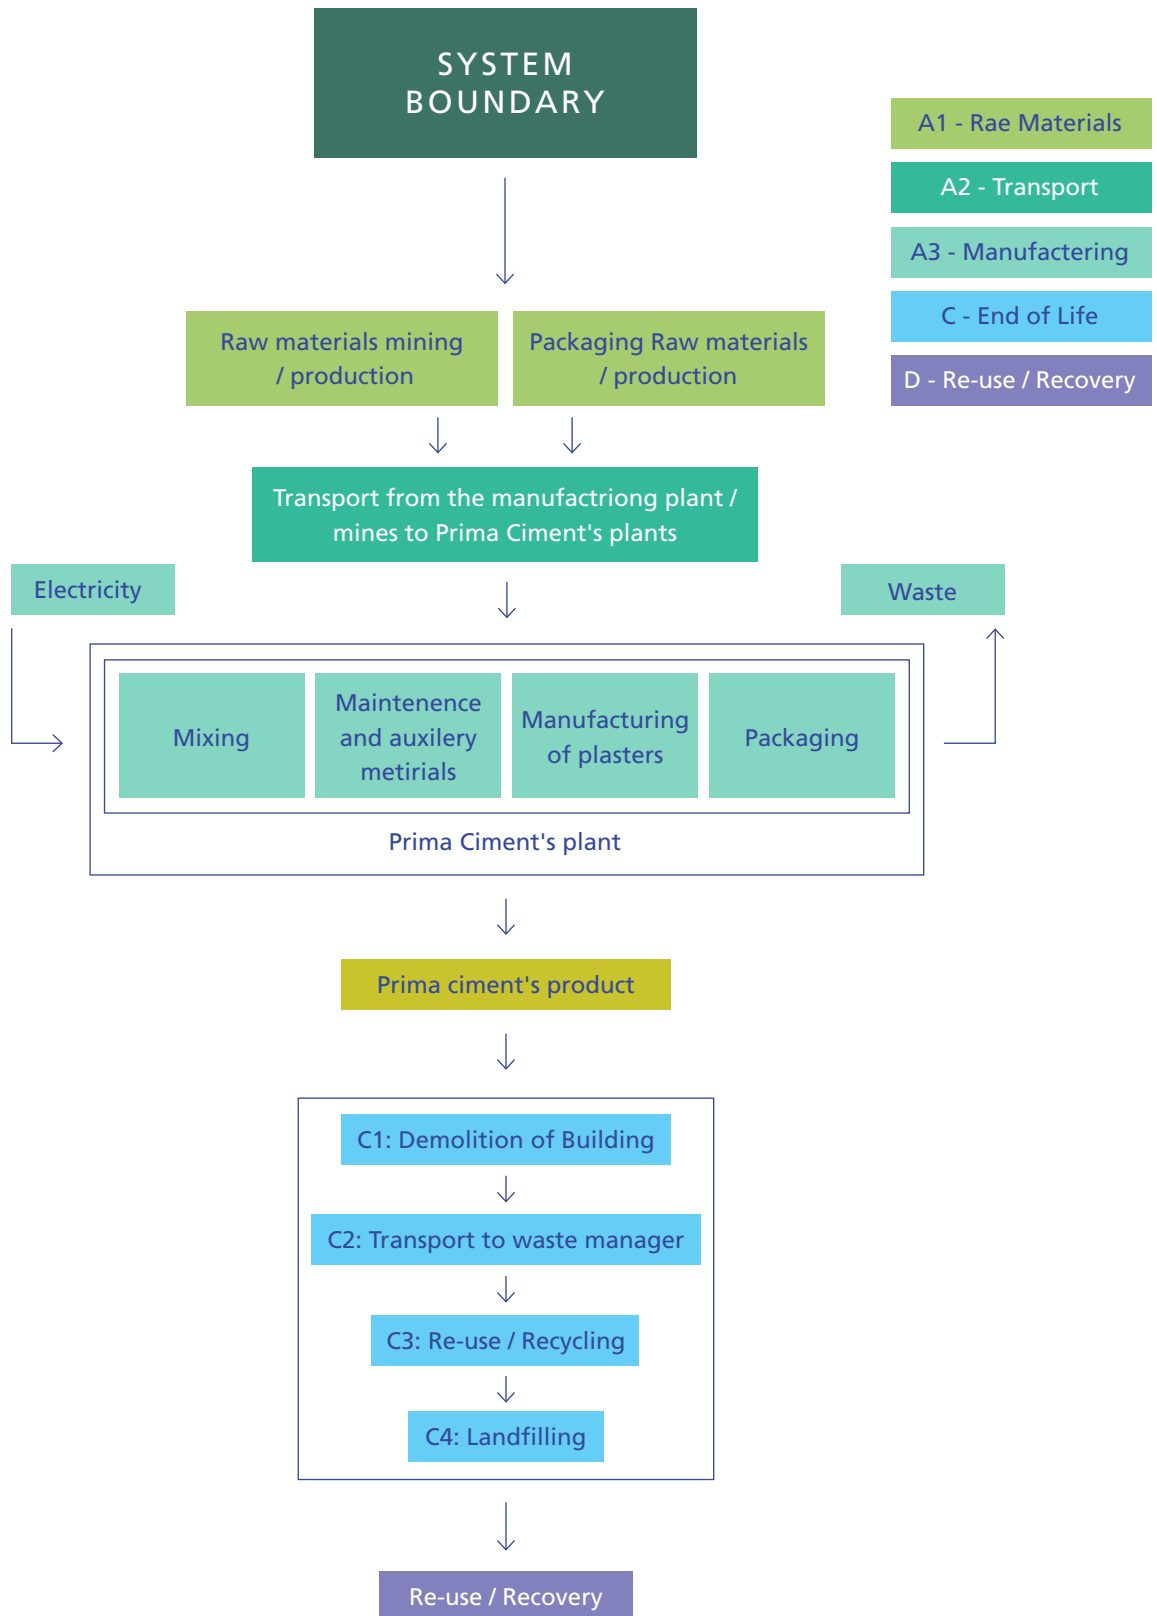 SYSTEM
BOUNDARY
A1 - Rae Materials
A2 - Transport
A3 - Manufactering
C - End of Life
D - Re-use / Recovery
Raw materials mining
/ production
Packaging Raw materials
/ production
Transport from the manufactriong plant /
mines to Prima Ciment's plants
Electricity
Waste
Mixing
Maintenence
and auxilery
metirials
Manufacturing
of plasters
Packaging
Prima Ciment's plant
Prima ciment's product
C1: Demolition of Building
C2: Transport to waste manager
C3: Re-use / Recycling
C4: Landfilling
Re-use / Recovery